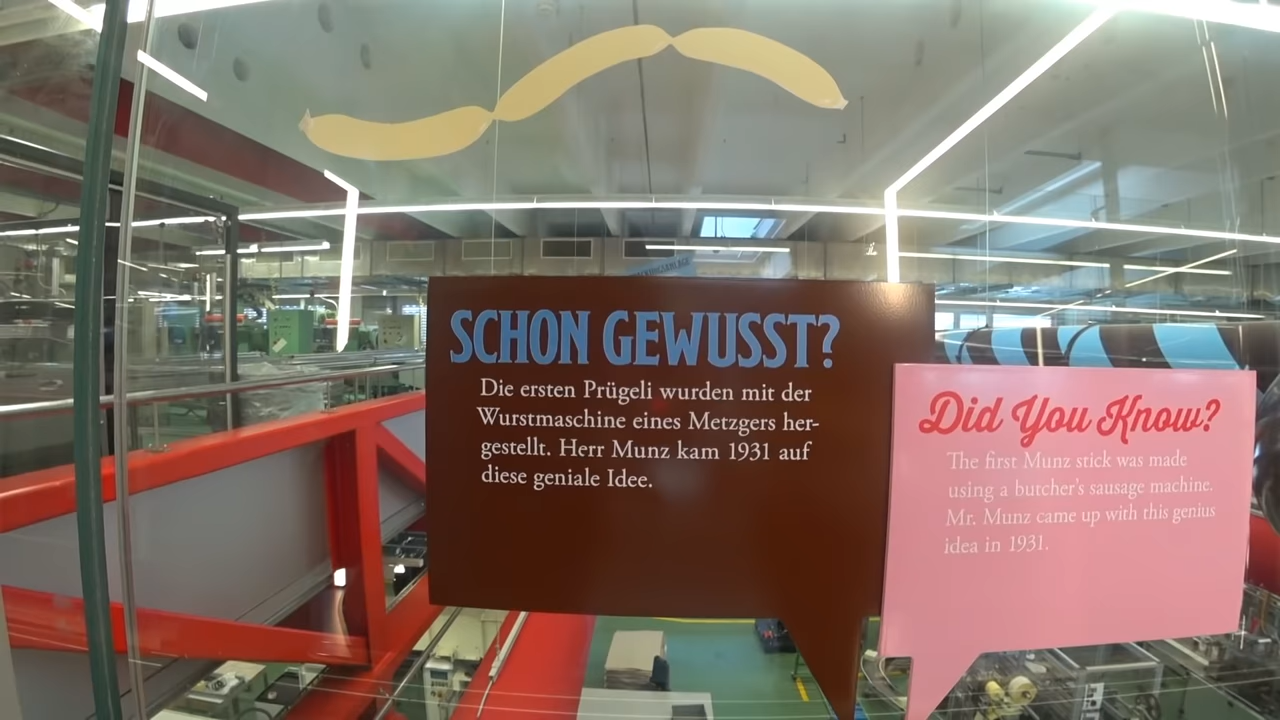 SCHON GEWUSST?
Die ersten Prügeli wurden mit der
Wurstmaschine eines Metzgers her-
gestellt. Herr Munz kam 1931 auf
diese geniale Idee.
Did You Know?
The first Munz stick was made
using a butcher's sausage machine.
Mr. Munz came up with this genius
idea in 1931.